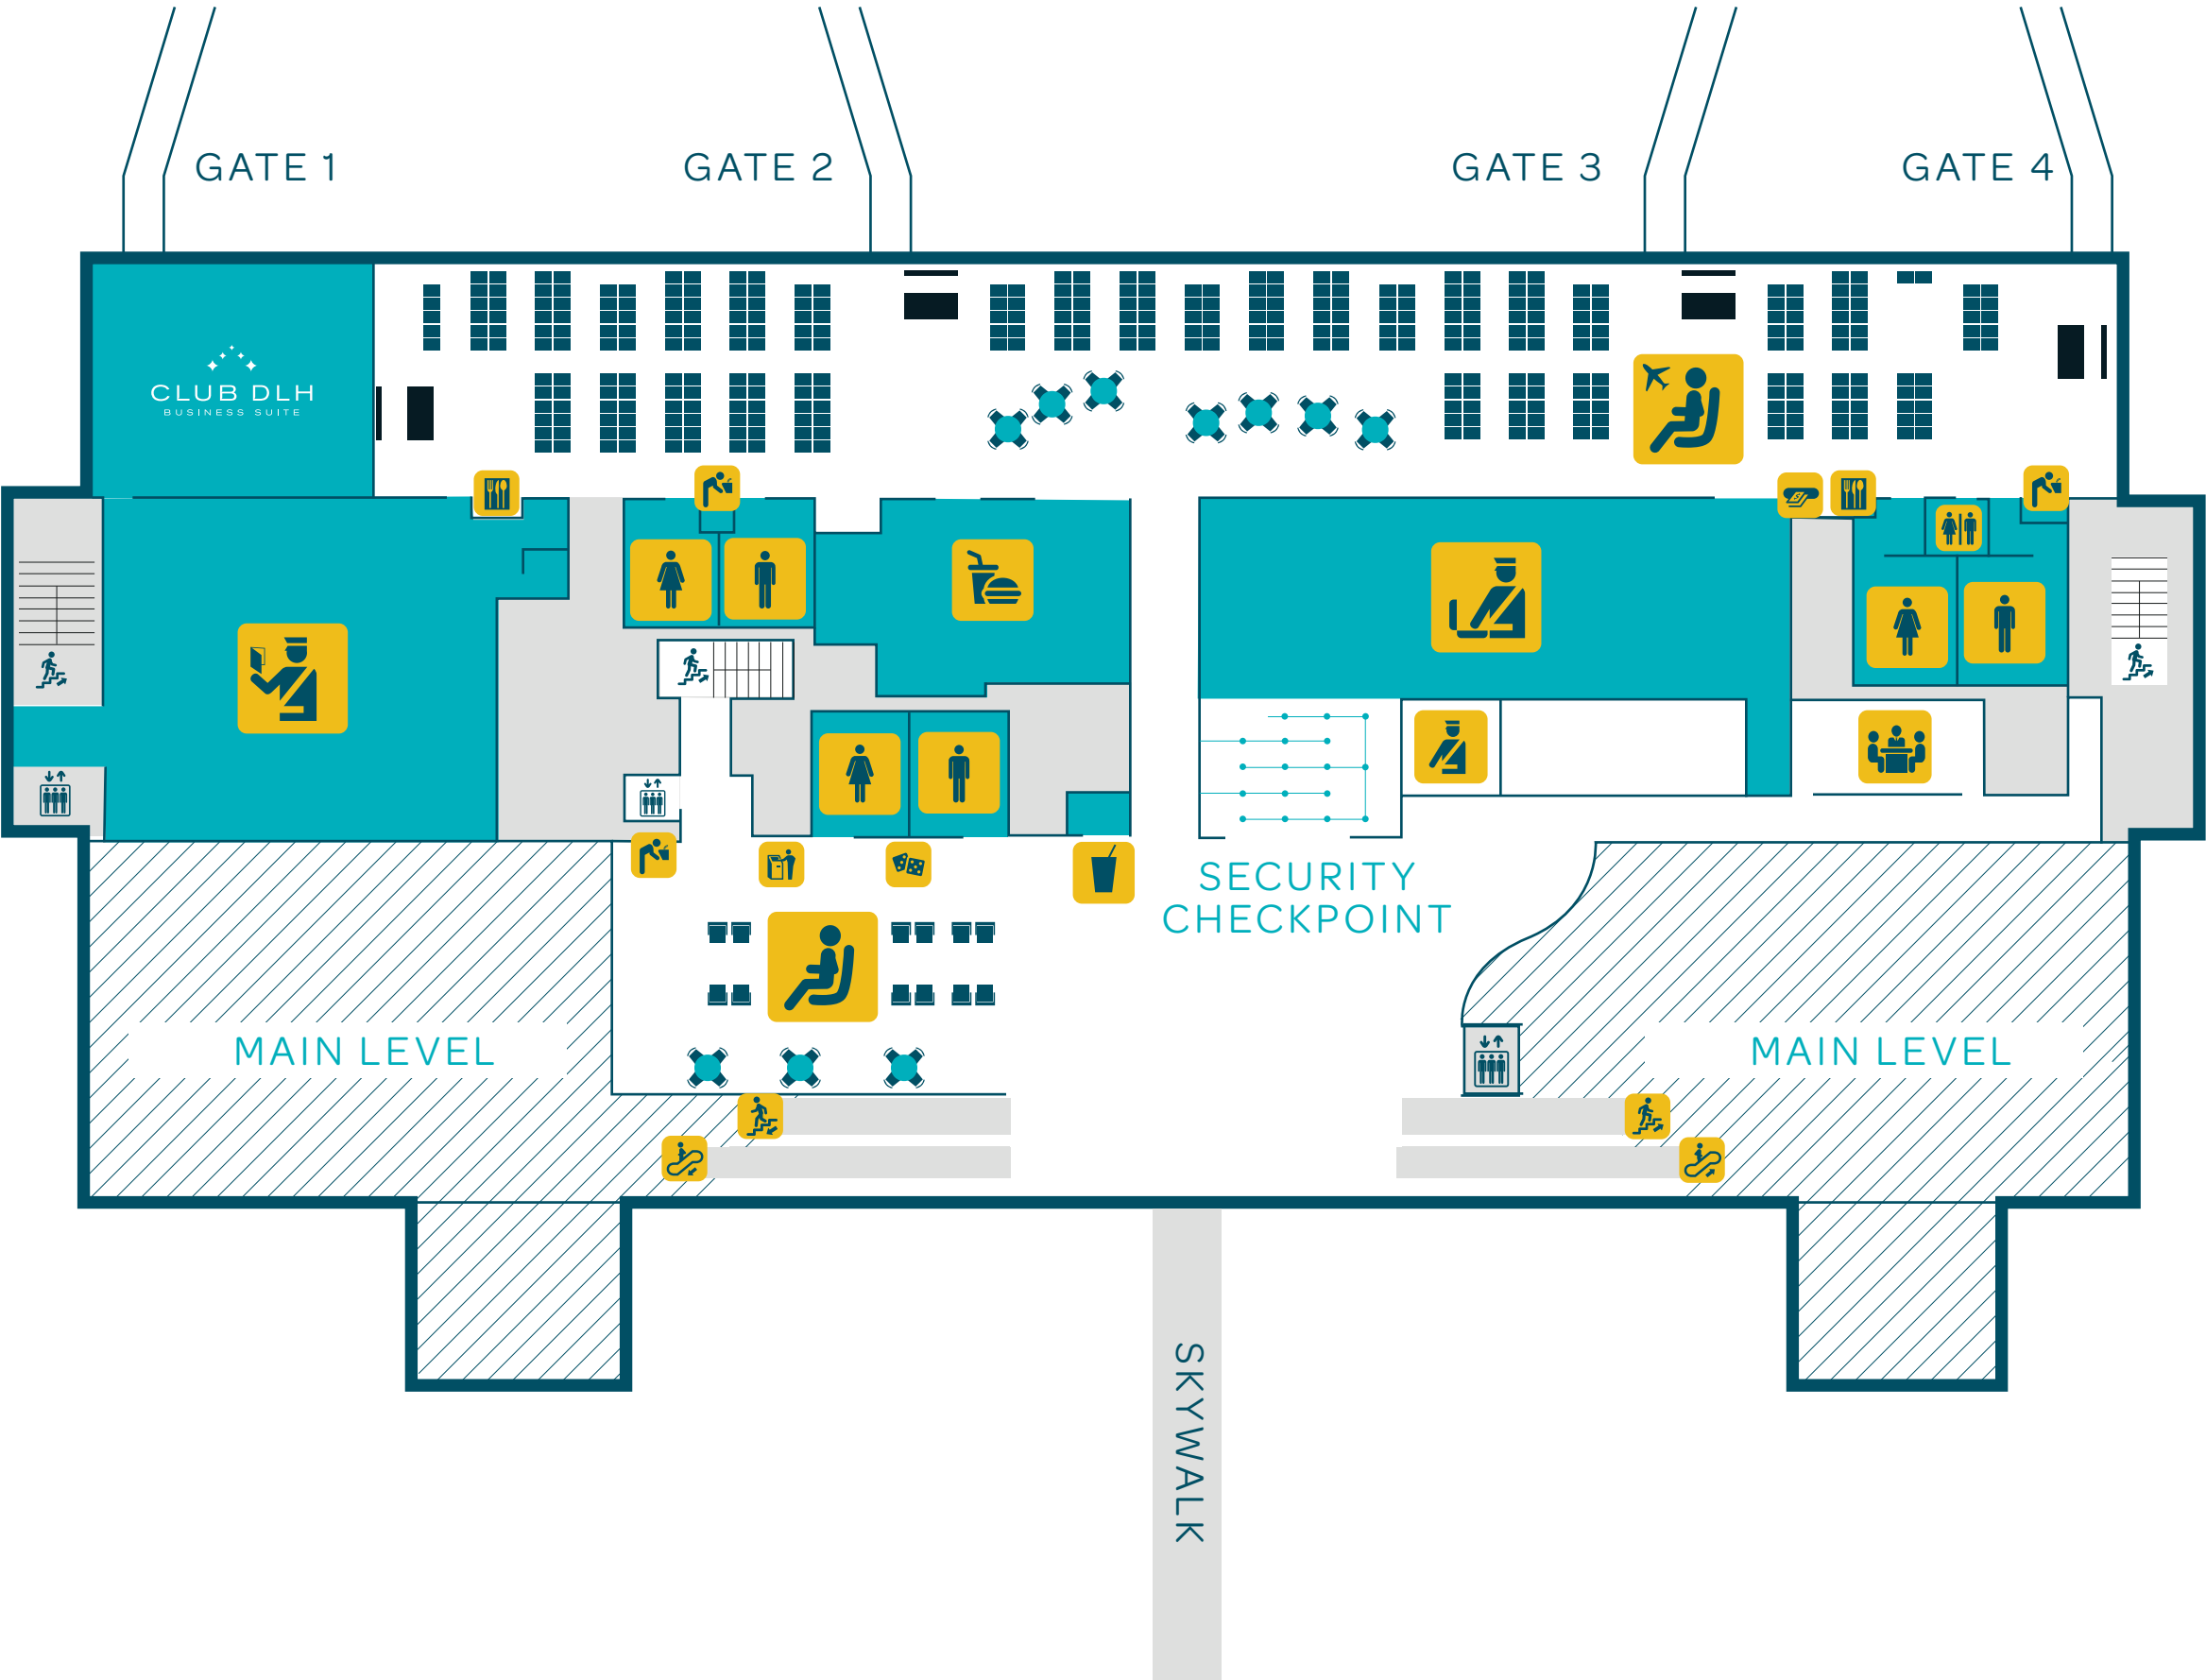 GATE 1
GATE 2
GATE 3
GATE 4
CLUB DLH
BUSINESS SUITE
SECURITY
CHECKPOINT
MAIN LEVEL
MAIN LEVEL
SKYWALK